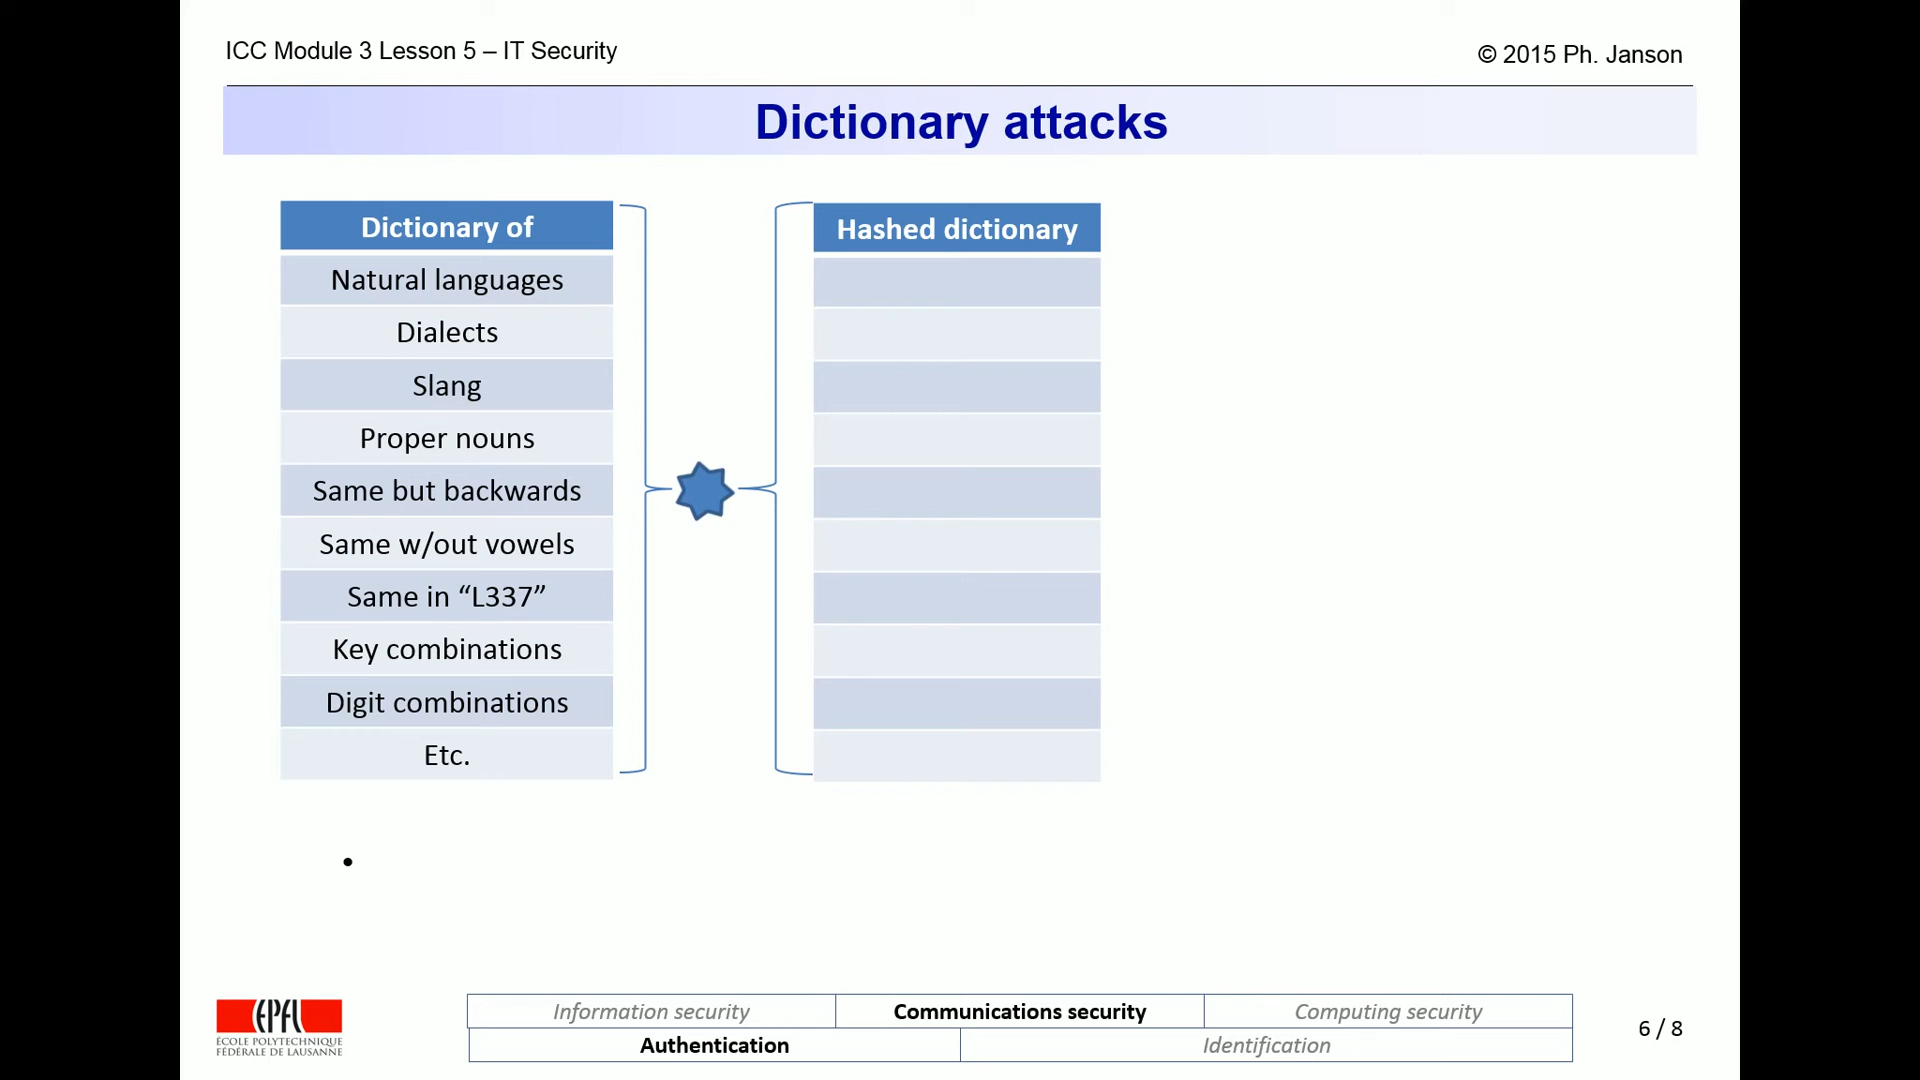 ICC Module 3 Lesson 5 – IT Security
© 2015 Ph. Janson
Dictionary attacks
Dictionary of
Natural languages
Dialects
Slang
Proper nouns
Same but backwards
Same w/out vowels
Same in “L337”
Key combinations
Digit combinations
Etc.
Hashed dictionary
•
EPFL
ÉCOLE POLYTECHNIQUE
FÉDÉRALE DE LAUSANNE
Information security
Communications security
Computing security
Authentication
Identification
6 / 8